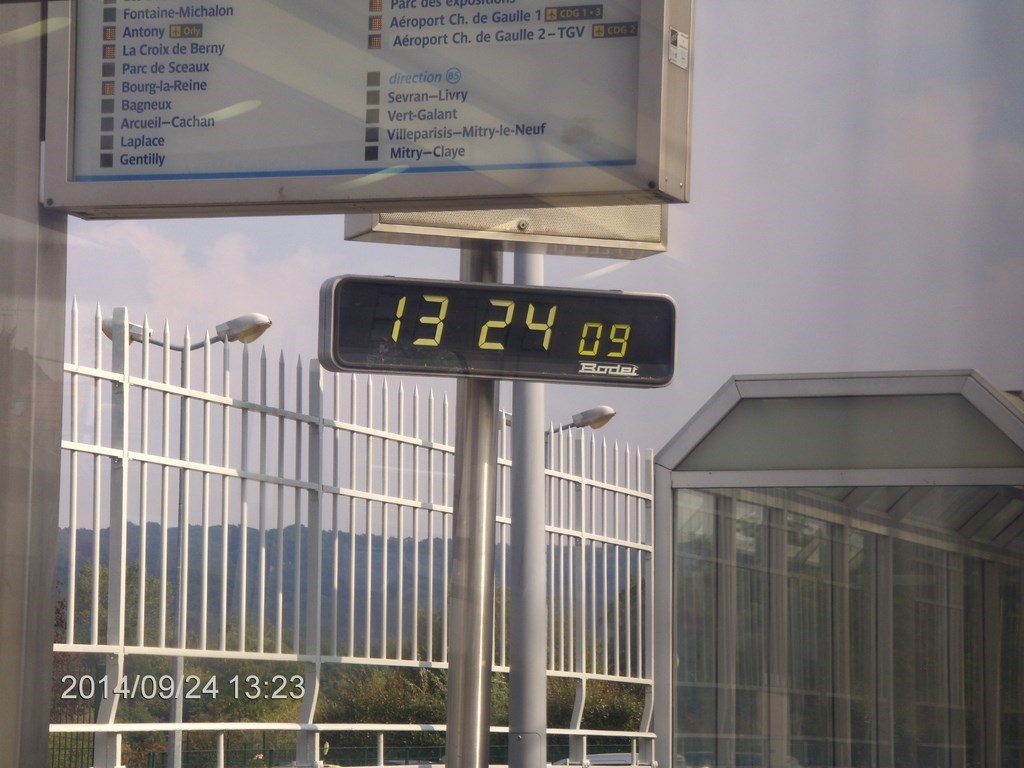 Fontaine–Michalon
Antony Orly
La Croix de Berny
Parc de Sceaux
Bourg-la-Reine
Bagneux
Arcueil–Cachan
Laplace
Gentilly
Parc des expositions
Aéroport Ch. de Gaulle 1 CDG 1 • 3
Aéroport Ch. de Gaulle 2–TGV CDG 2
direction B5
Sevran–Livry
Vert-Galant
Villeparisis–Mitry-le-Neuf
Mitry–Claye
13 24 09
Bodet
2014/09/24 13:23